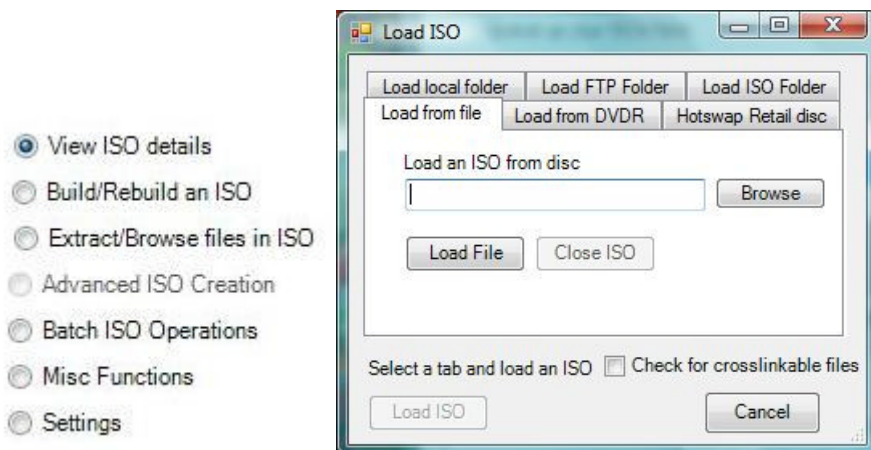 View ISO details
Build/Rebuild an ISO
Extract/Browse files in ISO
Advanced ISO Creation
Batch ISO Operations
Misc Functions
Settings
Load ISO
Load local folder Load FTP Folder Load ISO Folder
Load from file Load from DVDR Hotswap Retail disc
Load an ISO from disc
Browse
Load File Close ISO
Select a tab and load an ISO Check for crosslinkable files
Load ISO Cancel